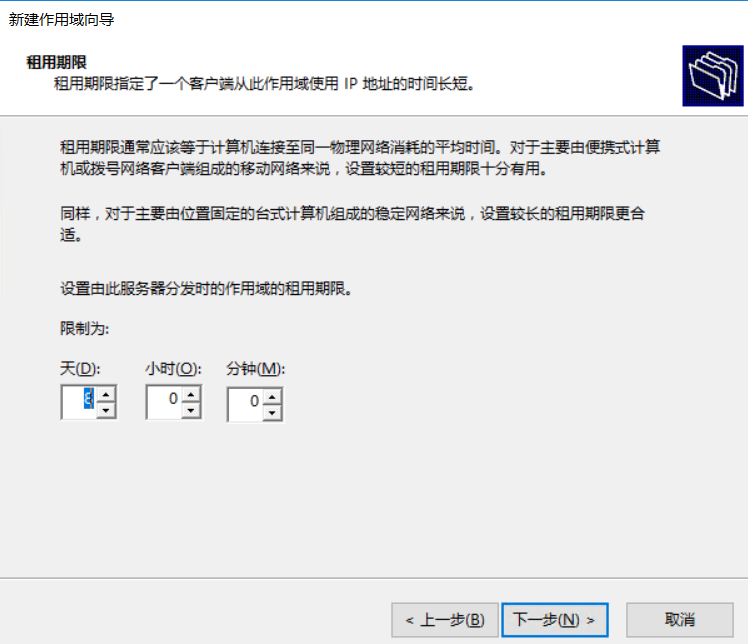 新建作用域向导
租用期限
租用期限指定了一个客户端从此作用域使用 IP 地址的时间长短。
租用期限通常应该等于计算机连接至同一物理网络消耗的平均时间。对于主要由便携式计算
机或拨号网络客户端组成的移动网络来说，设置较短的租用期限十分有用。
同样，对于主要由位置固定的台式计算机组成的稳定网络来说，设置较长的租用期限更合
适。
设置由此服务器分发时的作用域的租用期限。
限制为:
天(D): 小时(O): 分钟(M):
0 0
< 上一步(B) 下一步(N) > 取消